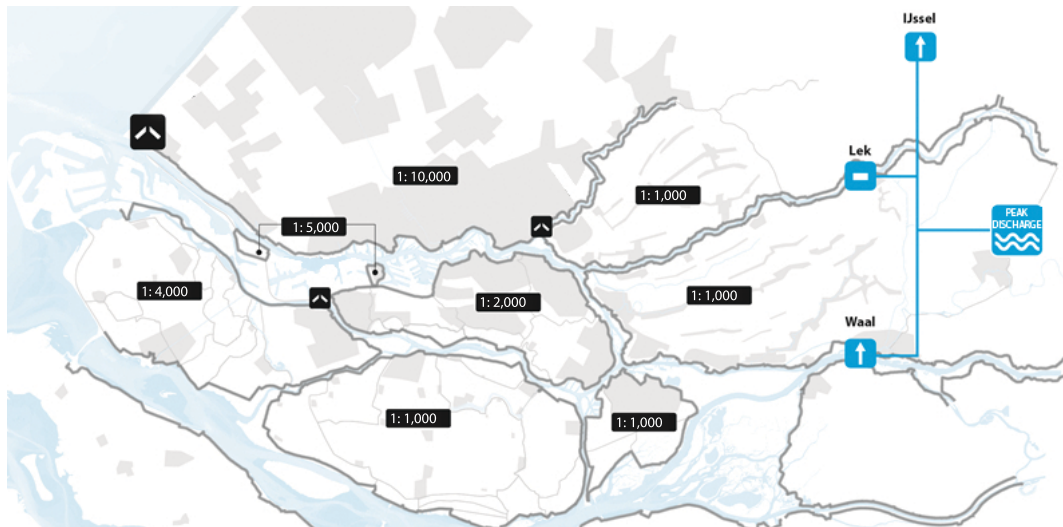 IJssel
Lek
1: 10,000
1: 1,000
PEAK
DISCHARGE
1: 5,000
1: 4,000
1: 2,000
1: 1,000
Waal
1: 1,000
1: 1,000